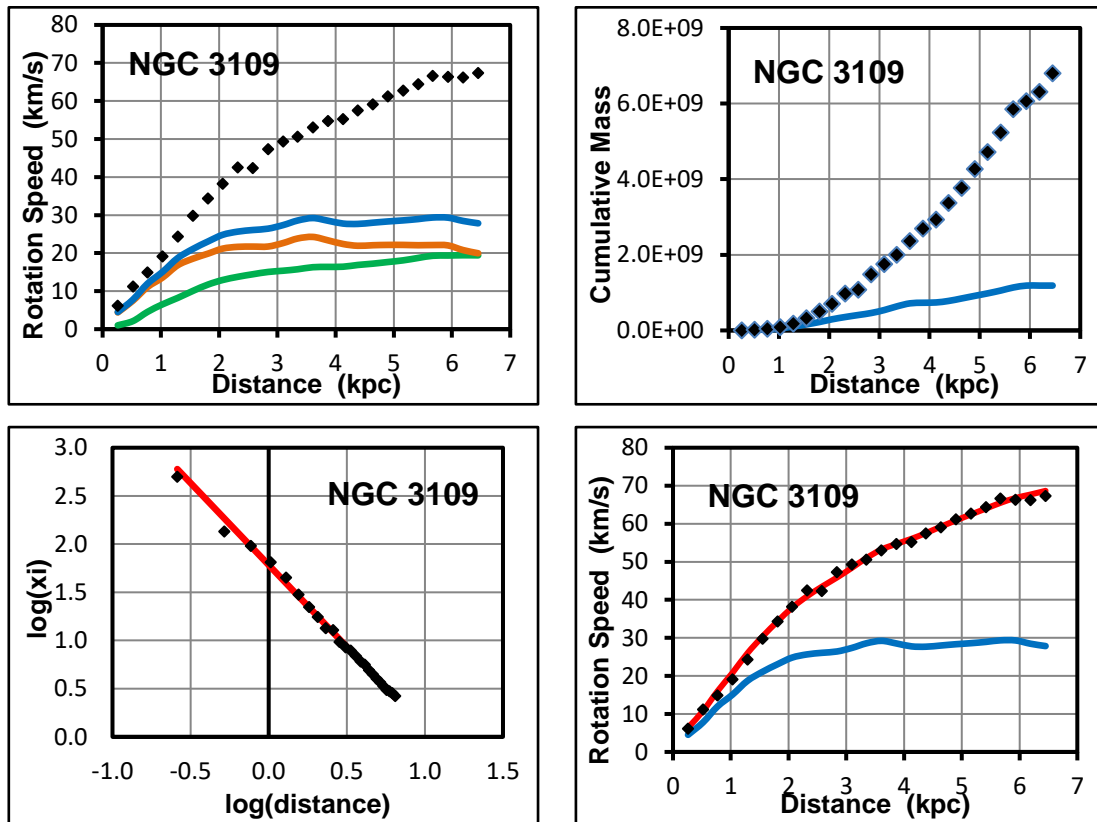 80
70
60
50
40
30
20
10
0
Rotation Speed (km/s)
NGC 3109
0 1 2 3 4 5 6 7
Distance (kpc)
8.0E+09
6.0E+09
4.0E+09
2.0E+09
0.0E+00
Cumulative Mass
NGC 3109
0 1 2 3 4 5 6 7
Distance (kpc)
3.0
2.5
2.0
1.5
1.0
0.5
0.0
log(xi)
NGC 3109
-1.0 -0.5 0.0 0.5 1.0 1.5
log(distance)
80
70
60
50
40
30
20
10
0
Rotation Speed (km/s)
NGC 3109
0 1 2 3 4 5 6 7
Distance (kpc)